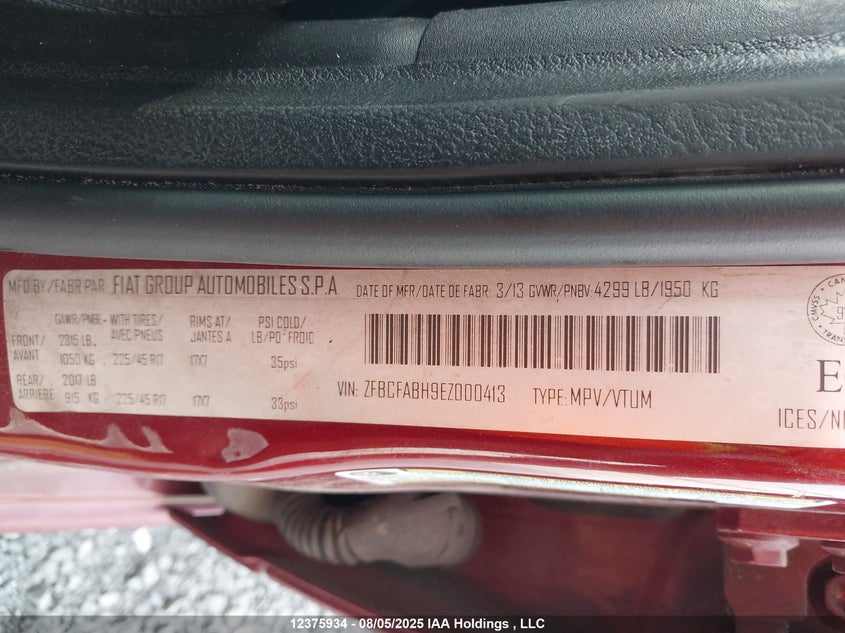 MFD BY/FABR PAR: FIAT GROUP AUTOMOBILES S.P.A
DATE OF MFR/DATE DE FABR: 3/13 GVWR/PNBV: 4299 LB/1950 KG
GAWR/PNBE- WITH TIRES/ RIMS AT/ PSI COLD/
AVEC PNEUS JANTES A LB/PO² FROID
FRONT/ 2315 LB.
AVANT 1050 KG 225/45 R17 17X7 35psi
REAR/ 2017 LB
ARRIERE 915 KG 225/45 R17 17X7 33psi
VIN: ZFBCFABH9EZ000413 TYPE: MPV/VTUM
CMVSS
ICES/
12375934 - 08/05/2025 IAA Holdings , LLC